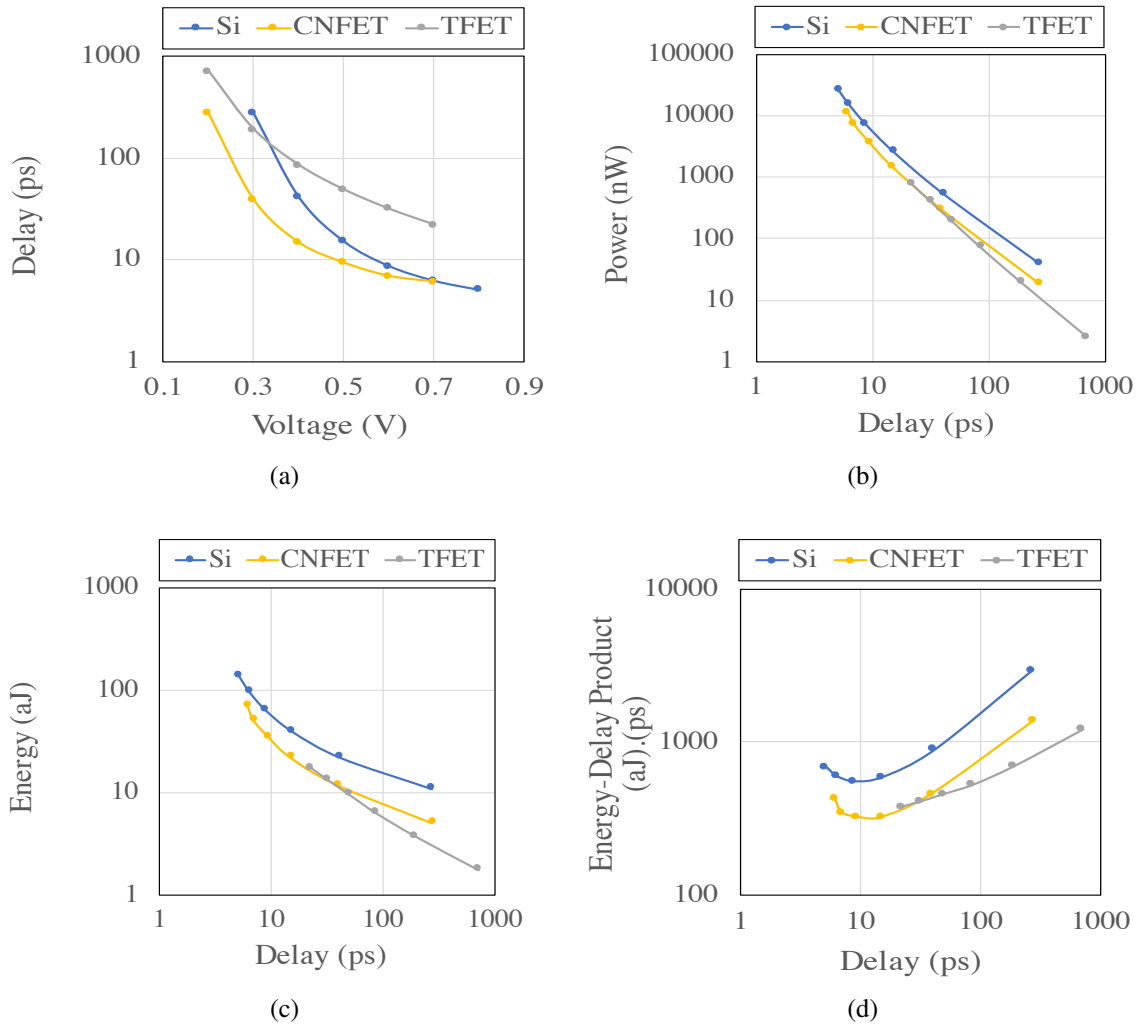 Si CNFET TFET
1000
100
10
1
Delay (ps)
0.1 0.3 0.5 0.7 0.9
Voltage (V)
(a)
Si CNFET TFET
100000
10000
1000
100
10
1
Power (nW)
1 10 100 1000
Delay (ps)
(b)
Si CNFET TFET
1000
100
10
1
Energy (aJ)
1 10 100 1000
Delay (ps)
(c)
Si CNFET TFET
10000
1000
100
Energy-Delay Product
(aJ).(ps)
1 10 100 1000
Delay (ps)
(d)